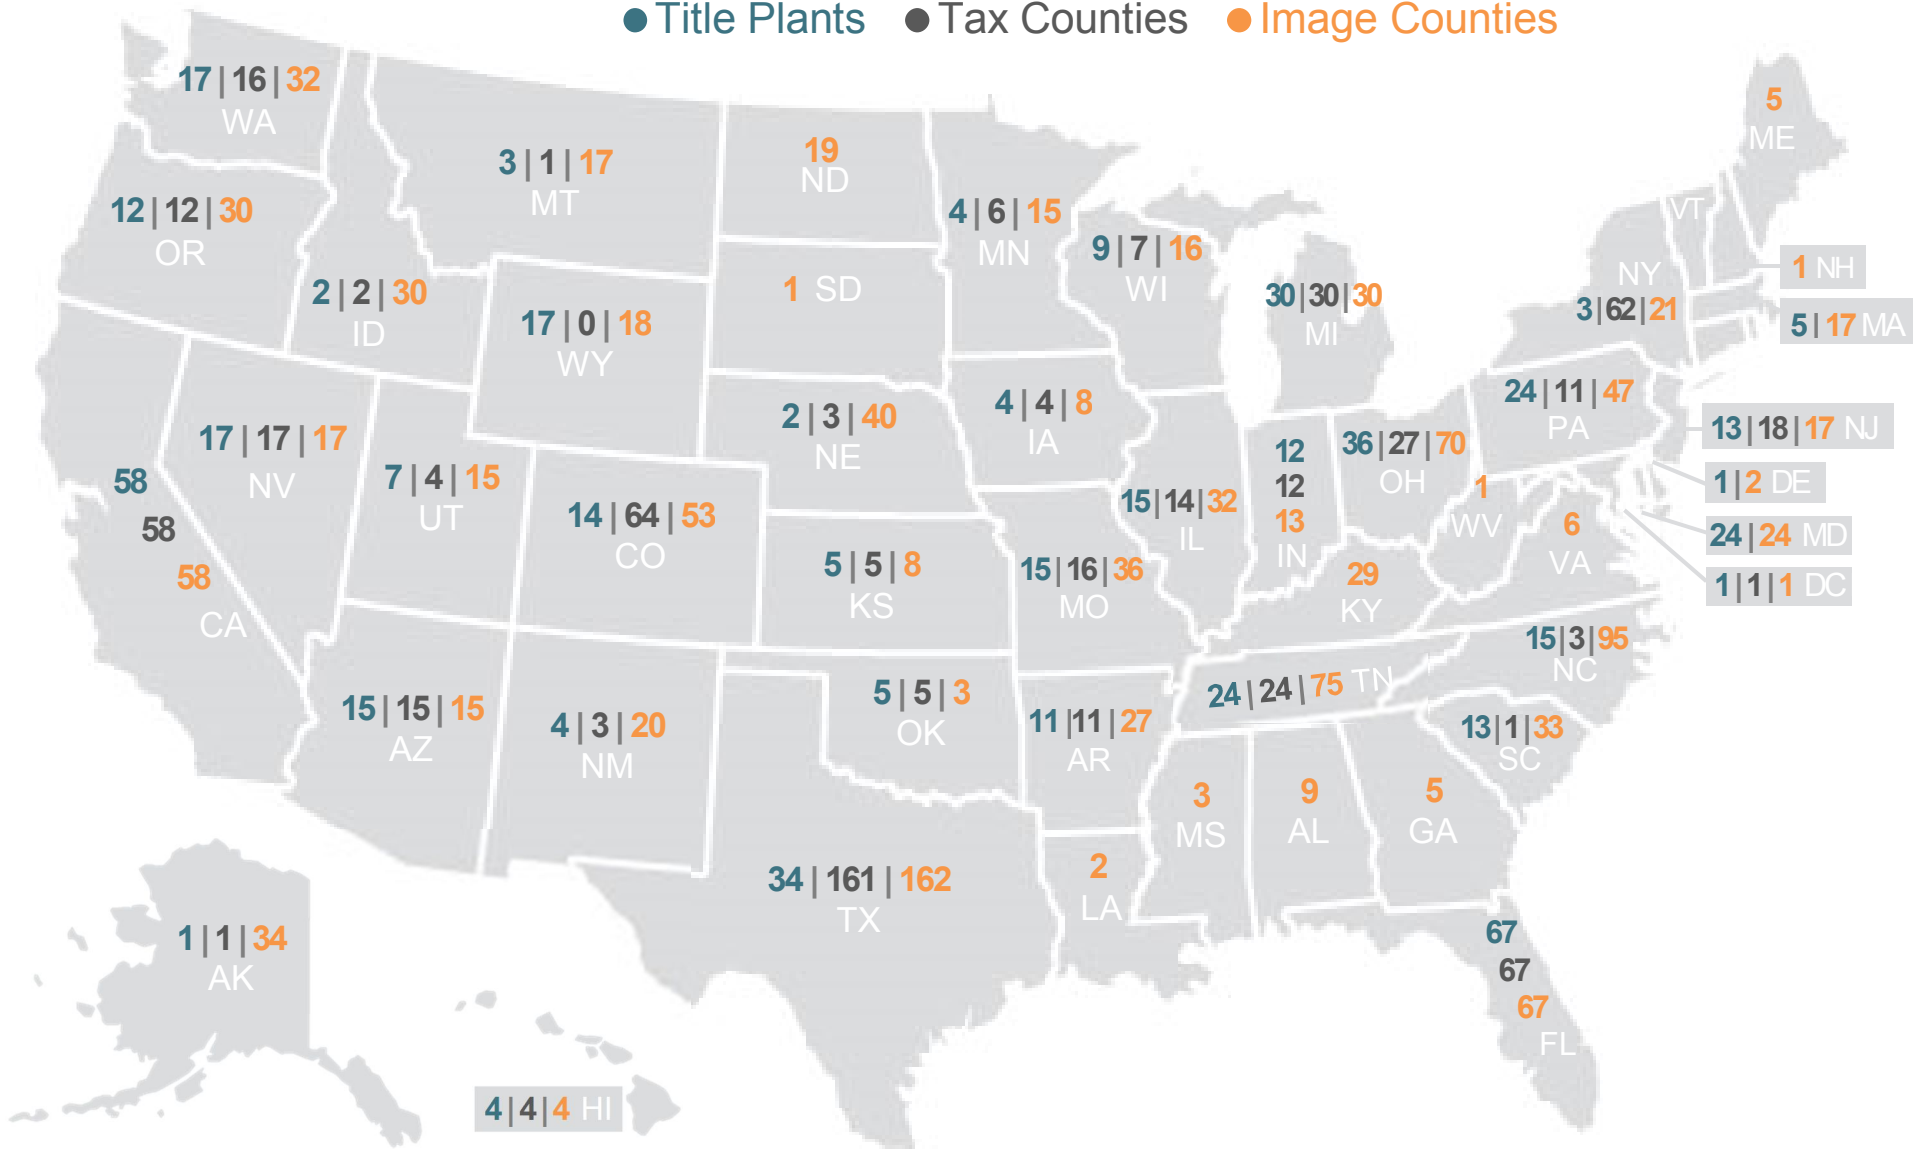 Title Plants Tax Counties Image Counties
17|16|32
WA
3|1|17
MT
19
ND
5
ME
12|12|30
OR
4|6|15
MN
9|7|16
WI
VT
2|2|30
ID
1 SD
30|30|30
MI
NY
3|62|21
1 NH
5|17 MA
17|0|18
WY
2|3|40
NE
4|4|8
IA
24|11|47
PA
13|18|17 NJ
17|17|17
NV
7|4|15
UT
12
12
13
IN
36|27|70
OH
1
WV
1|2 DE
58
58
58
CA
14|64|53
CO
15|14|32
IL
6
VA
24|24 MD
5|5|8
KS
15|16|36
MO
29
KY
1|1|1 DC
15|3|95
NC
15|15|15
AZ
4|3|20
NM
5|5|3
OK
11|11|27
AR
24|24|75 TN
13|1|33
SC
3
MS
9
AL
5
GA
34|161|162
TX
2
LA
1|1|34
AK
67
67
67
FL
4|4|4 HI